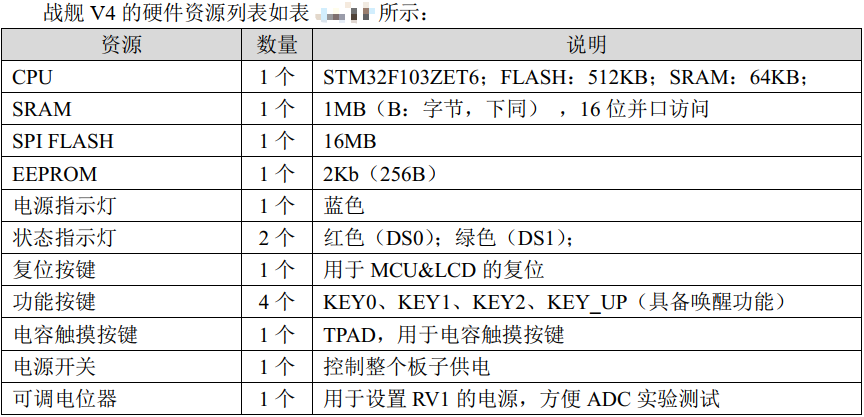 战舰 V4 的硬件资源列表如表 所示：
资源 数量 说明
CPU 1 个 STM32F103ZET6；FLASH：512KB；SRAM：64KB；
SRAM 1 个 1MB（B：字节，下同），16 位并口访问
SPI FLASH 1 个 16MB
EEPROM 1 个 2Kb（256B）
电源指示灯 1 个 蓝色
状态指示灯 2 个 红色（DS0）；绿色（DS1）；
复位按键 1 个 用于 MCU&LCD 的复位
功能按键 4 个 KEY0、KEY1、KEY2、KEY_UP（具备唤醒功能）
电容触摸按键 1 个 TPAD，用于电容触摸按键
电源开关 1 个 控制整个板子供电
可调电位器 1 个 用于设置 RV1 的电源，方便 ADC 实验测试